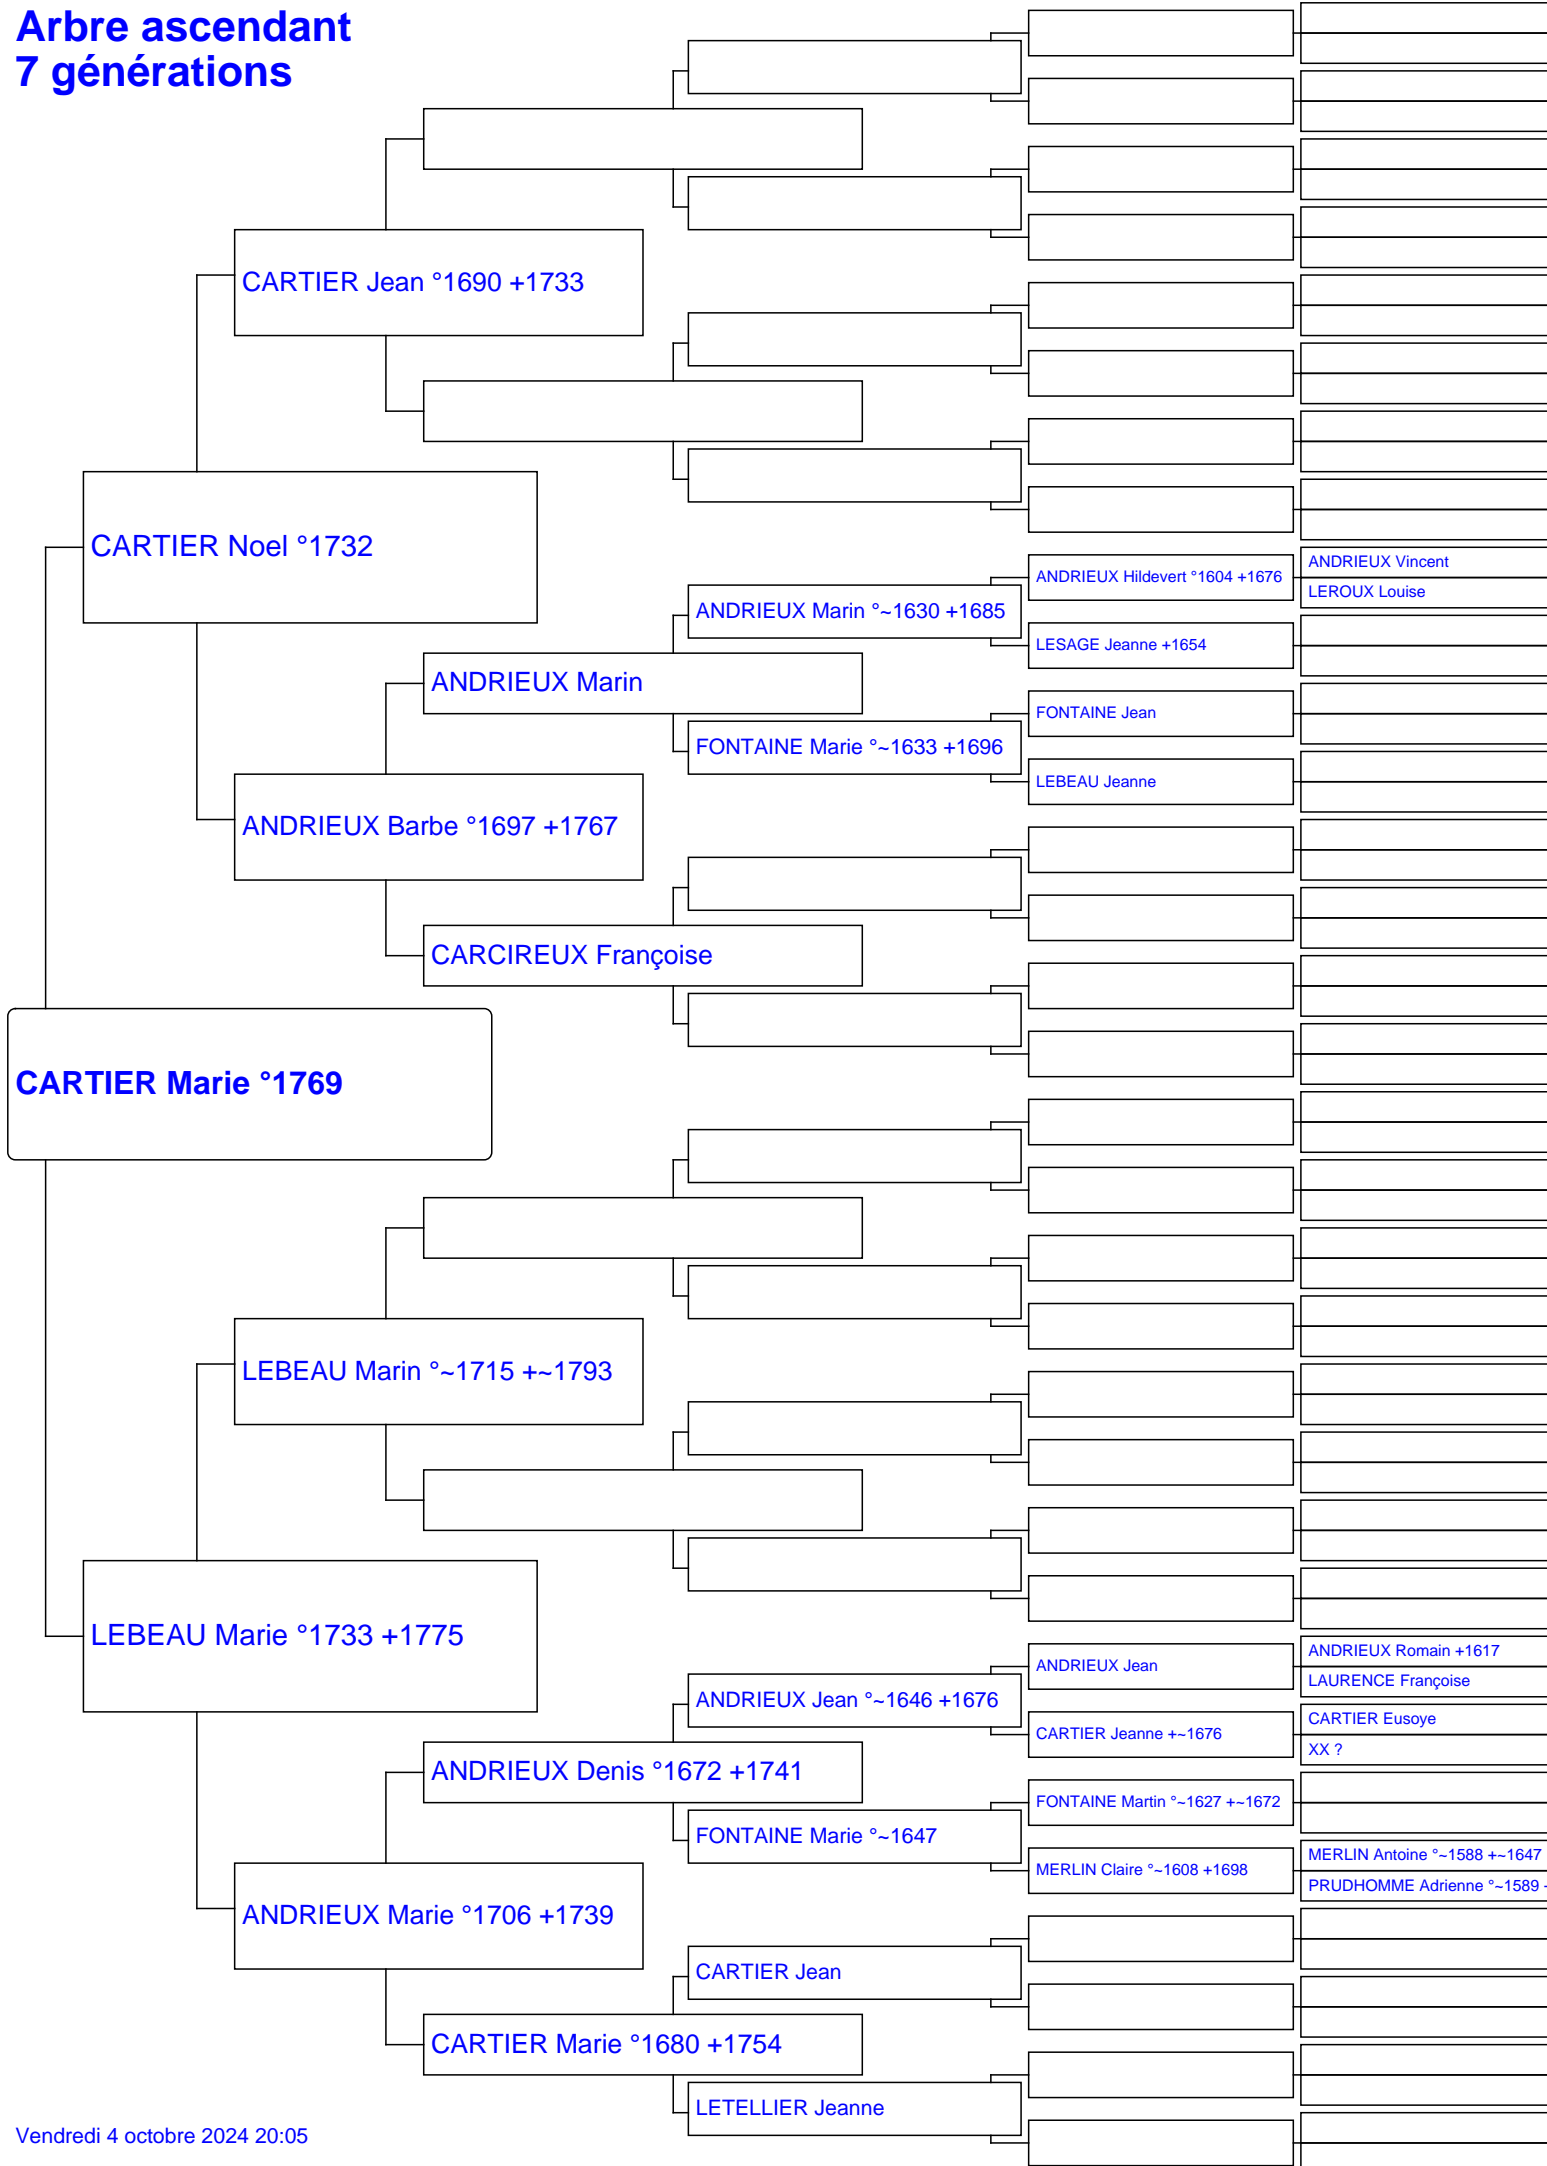 Arbre ascendant
7 générations
CARTIER Jean °1690 +1733
CARTIER Noel °1732
ANDRIEUX Hildevert °1604 +1676
ANDRIEUX Vincent
LEROUX Louise
ANDRIEUX Marin °~1630 +1685
LESAGE Jeanne +1654
ANDRIEUX Marin
FONTAINE Jean
FONTAINE Marie °~1633 +1696
LEBEAU Jeanne
ANDRIEUX Barbe °1697 +1767
CARCIREUX Françoise
CARTIER Marie °1769
LEBEAU Marin °~1715 +~1793
LEBEAU Marie °1733 +1775
ANDRIEUX Jean
ANDRIEUX Romain +1617
LAURENCE Françoise
ANDRIEUX Jean °~1646 +1676
CARTIER Jeanne +~1676
CARTIER Eusoye
XX ?
ANDRIEUX Denis °1672 +1741
FONTAINE Martin °~1627 +~1672
FONTAINE Marie °~1647
MERLIN Claire °~1608 +1698
MERLIN Antoine °~1588 +~1647
PRUDHOMME Adrienne °~1589
ANDRIEUX Marie °1706 +1739
CARTIER Jean
CARTIER Marie °1680 +1754
LETELLIER Jeanne
Vendredi 4 octobre 2024 20:05